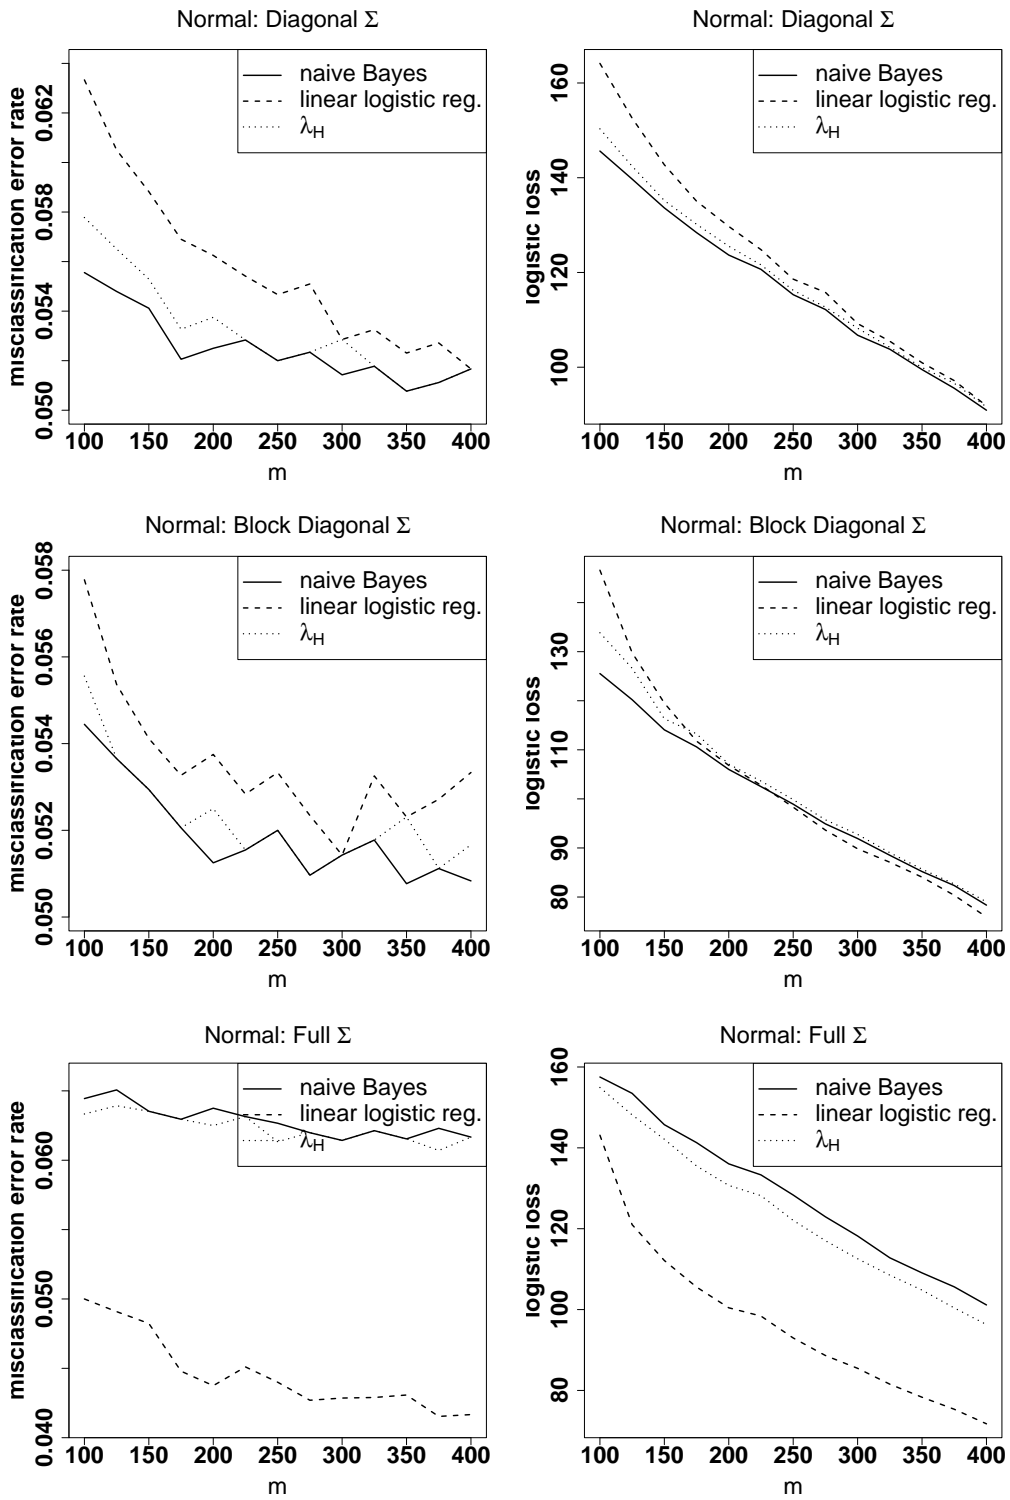 Normal: Diagonal Σ
misclassification error rate
0.062
0.058
0.054
0.050
naive Bayes
linear logistic reg.
λH
100 150 200 250 300 350 400
m
Normal: Diagonal Σ
logistic loss
160
140
120
100
naive Bayes
linear logistic reg.
λH
100 150 200 250 300 350 400
m
Normal: Block Diagonal Σ
misclassification error rate
0.058
0.056
0.054
0.052
0.050
naive Bayes
linear logistic reg.
λH
100 150 200 250 300 350 400
m
Normal: Block Diagonal Σ
logistic loss
130
110
90
80
naive Bayes
linear logistic reg.
λH
100 150 200 250 300 350 400
m
Normal: Full Σ
misclassification error rate
0.060
0.050
0.040
naive Bayes
linear logistic reg.
λH
100 150 200 250 300 350 400
m
Normal: Full Σ
logistic loss
160
140
120
100
80
naive Bayes
linear logistic reg.
λH
100 150 200 250 300 350 400
m